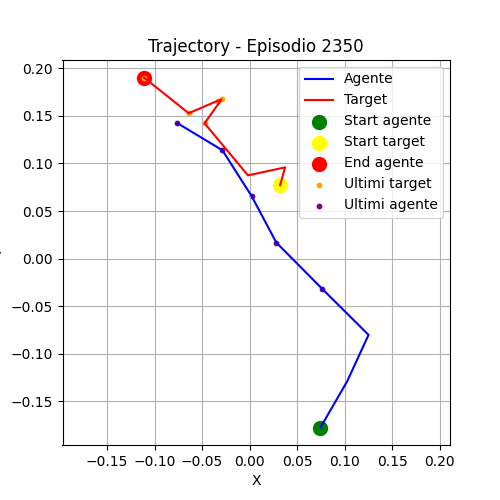 Trajectory - Episodio 2350
Agente
Target
Start agente
Start target
End agente
Ultimi target
Ultimi agente
0.20
0.15
0.10
0.05
0.00
−0.05
−0.10
−0.15
−0.15 −0.10 −0.05 0.00 0.05 0.10 0.15 0.20
X